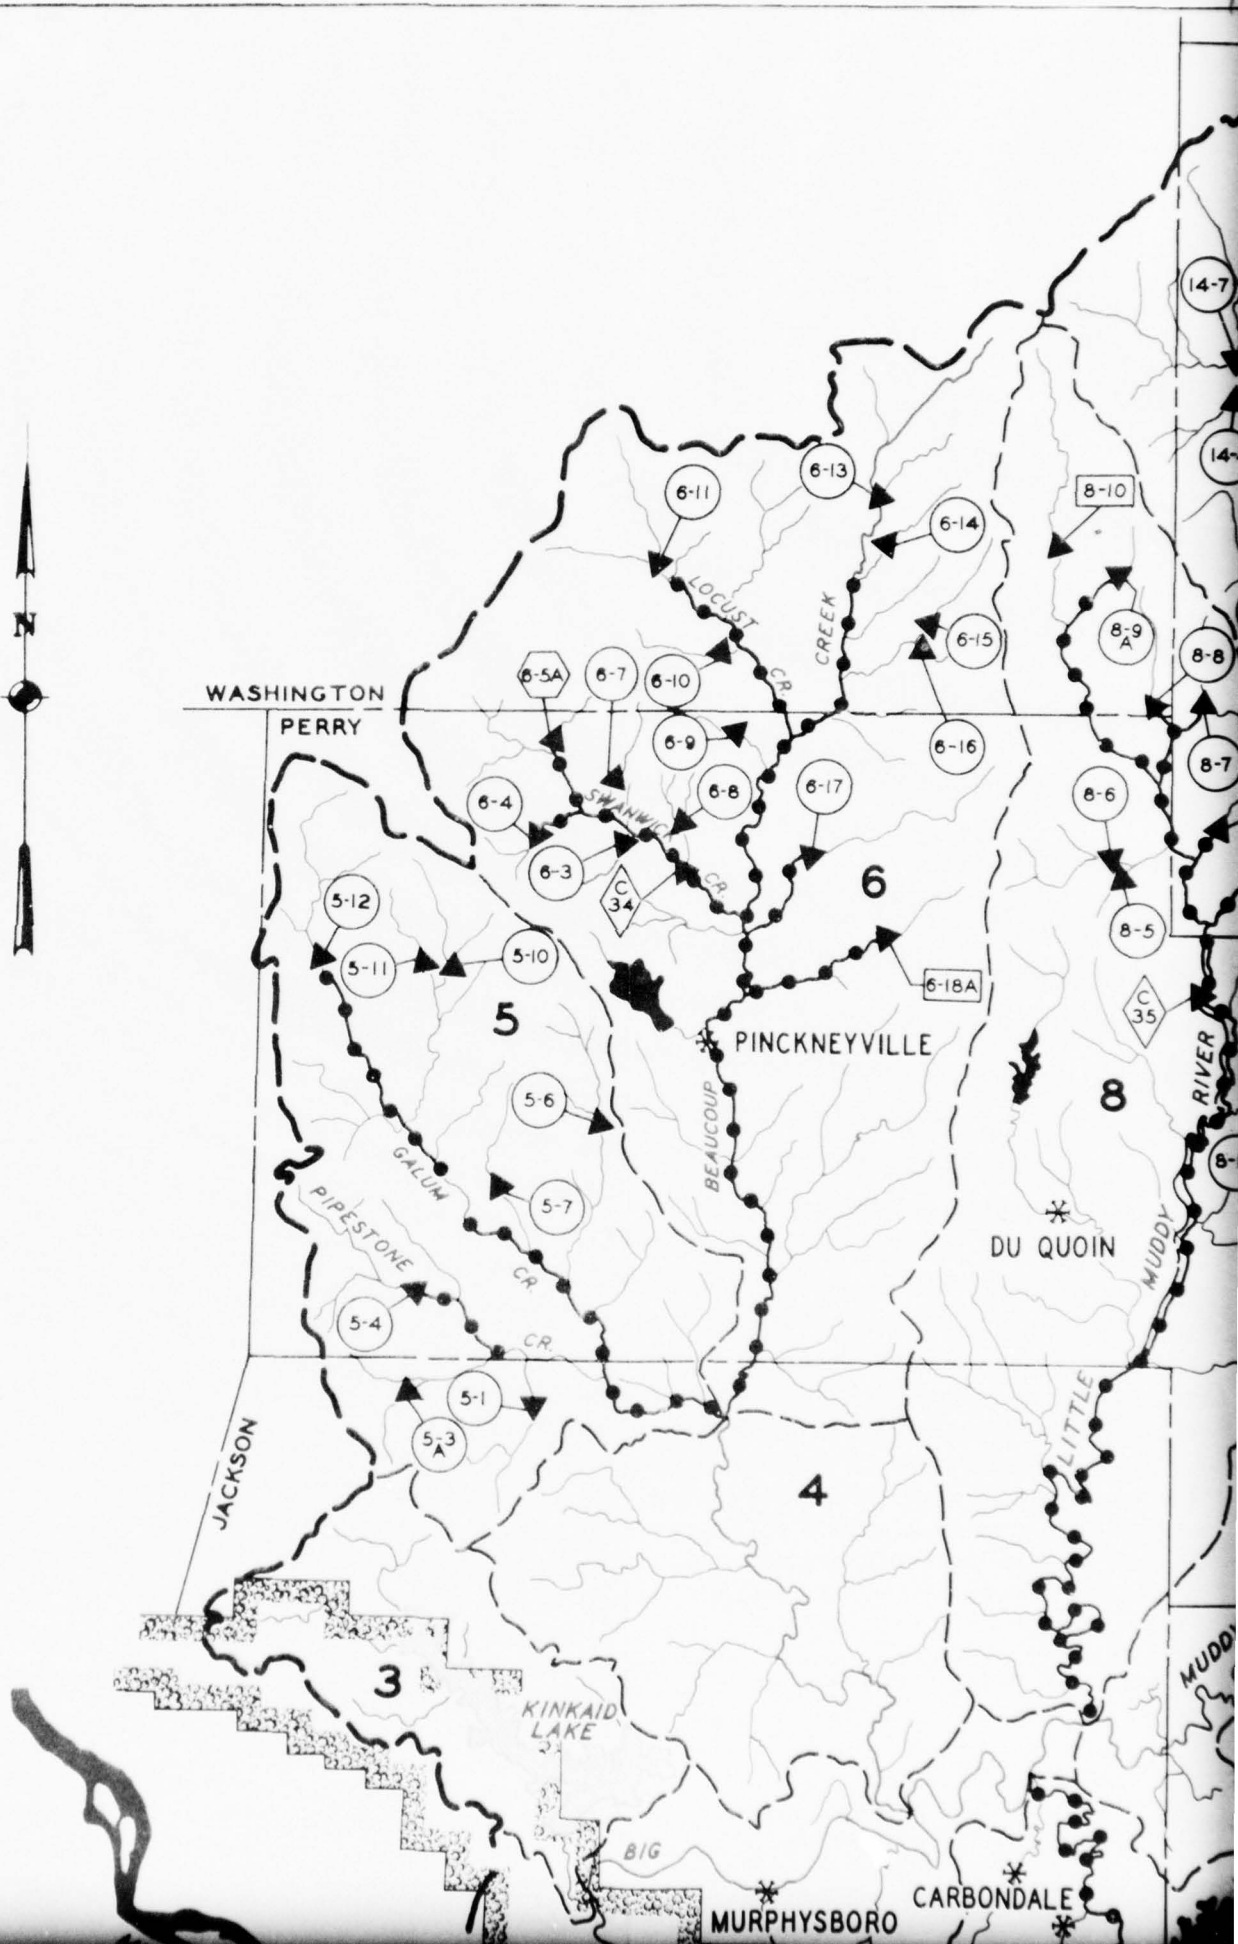 14-7
6-13
6-11
8-10
6-14
LOCUST
CR.
CREEK
N
8-9
A
6-15
8-8
6-5A
6-7
6-10
WASHINGTON
PERRY
6-9
6-16
8-7
6-4
SWANWICK
CR.
6-8
6-17
8-6
6-3
C
34
6
5-12
8-5
5-11
5-10
6-18A
C
35
5
PINCKNEYVILLE
RIVER
5-6
8
BEAUCOUP
GALUM
CR.
5-7
PIPESTONE
CR.
DU QUOIN
MUDDY
5-4
5-1
LITTLE
5-3
A
JACKSON
4
3
MUDDY
KINKAID
LAKE
BIG
CARBONDALE
MURPHYSBORO